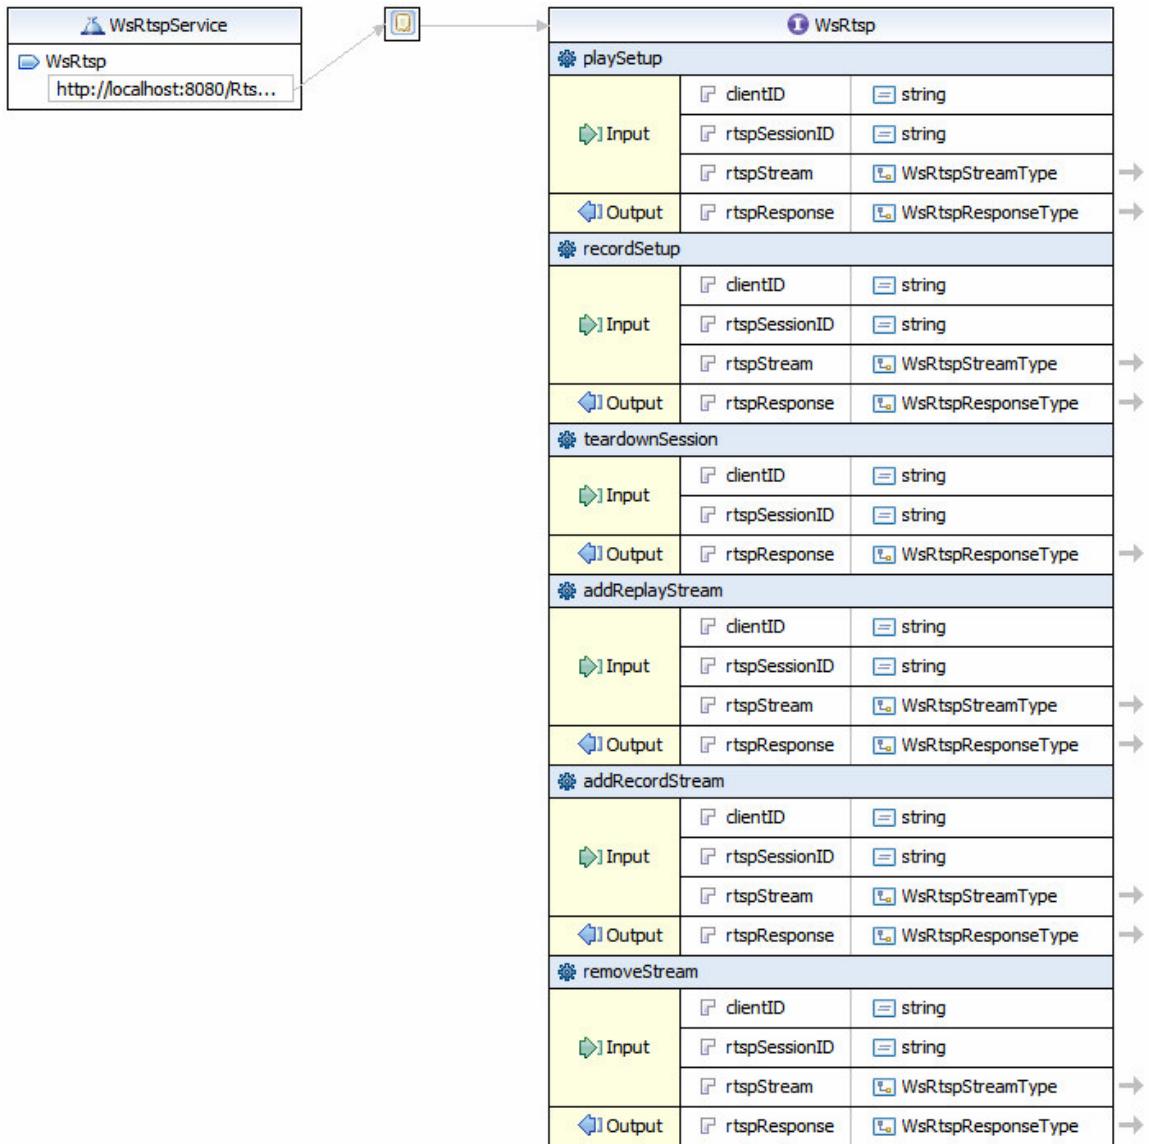 WsRtspService
WsRtsp
http://localhost:8080/Rts...
WsRtsp
playSetup
Input
clientID string
rtspSessionID string
rtspStream WsRtspStreamType
Output rtspResponse WsRtspResponseType
recordSetup
Input
clientID string
rtspSessionID string
rtspStream WsRtspStreamType
Output rtspResponse WsRtspResponseType
teardownSession
Input
clientID string
rtspSessionID string
Output rtspResponse WsRtspResponseType
addReplayStream
Input
clientID string
rtspSessionID string
rtspStream WsRtspStreamType
Output rtspResponse WsRtspResponseType
addRecordStream
Input
clientID string
rtspSessionID string
rtspStream WsRtspStreamType
Output rtspResponse WsRtspResponseType
removeStream
Input
clientID string
rtspSessionID string
rtspStream WsRtspStreamType
Output rtspResponse WsRtspResponseType